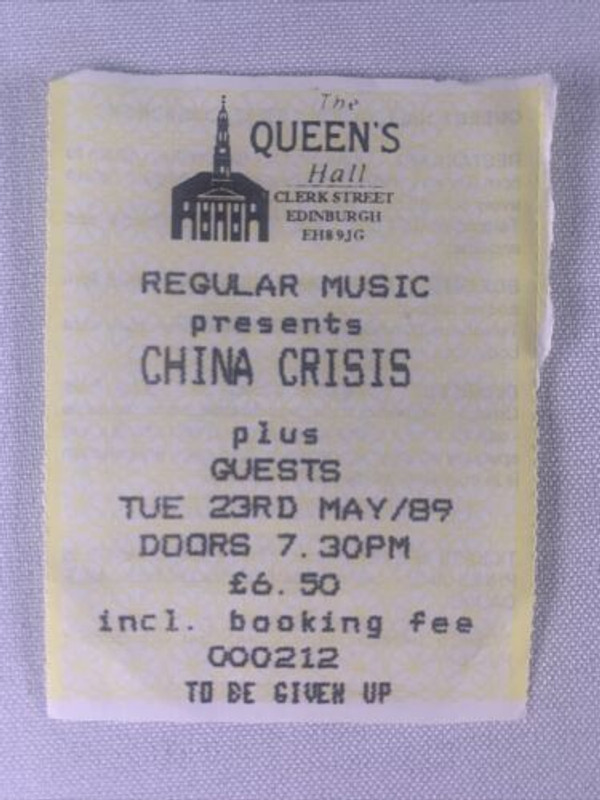 The
QUEEN'S
Hall
CLERK STREET
EDINBURGH
EH8 9JG
REGULAR MUSIC
presents
CHINA CRISIS
plus
GUESTS
TUE 23RD MAY/89
DOORS 7.30PM
£6.50
incl. booking fee
000212
TO BE GIVEN UP